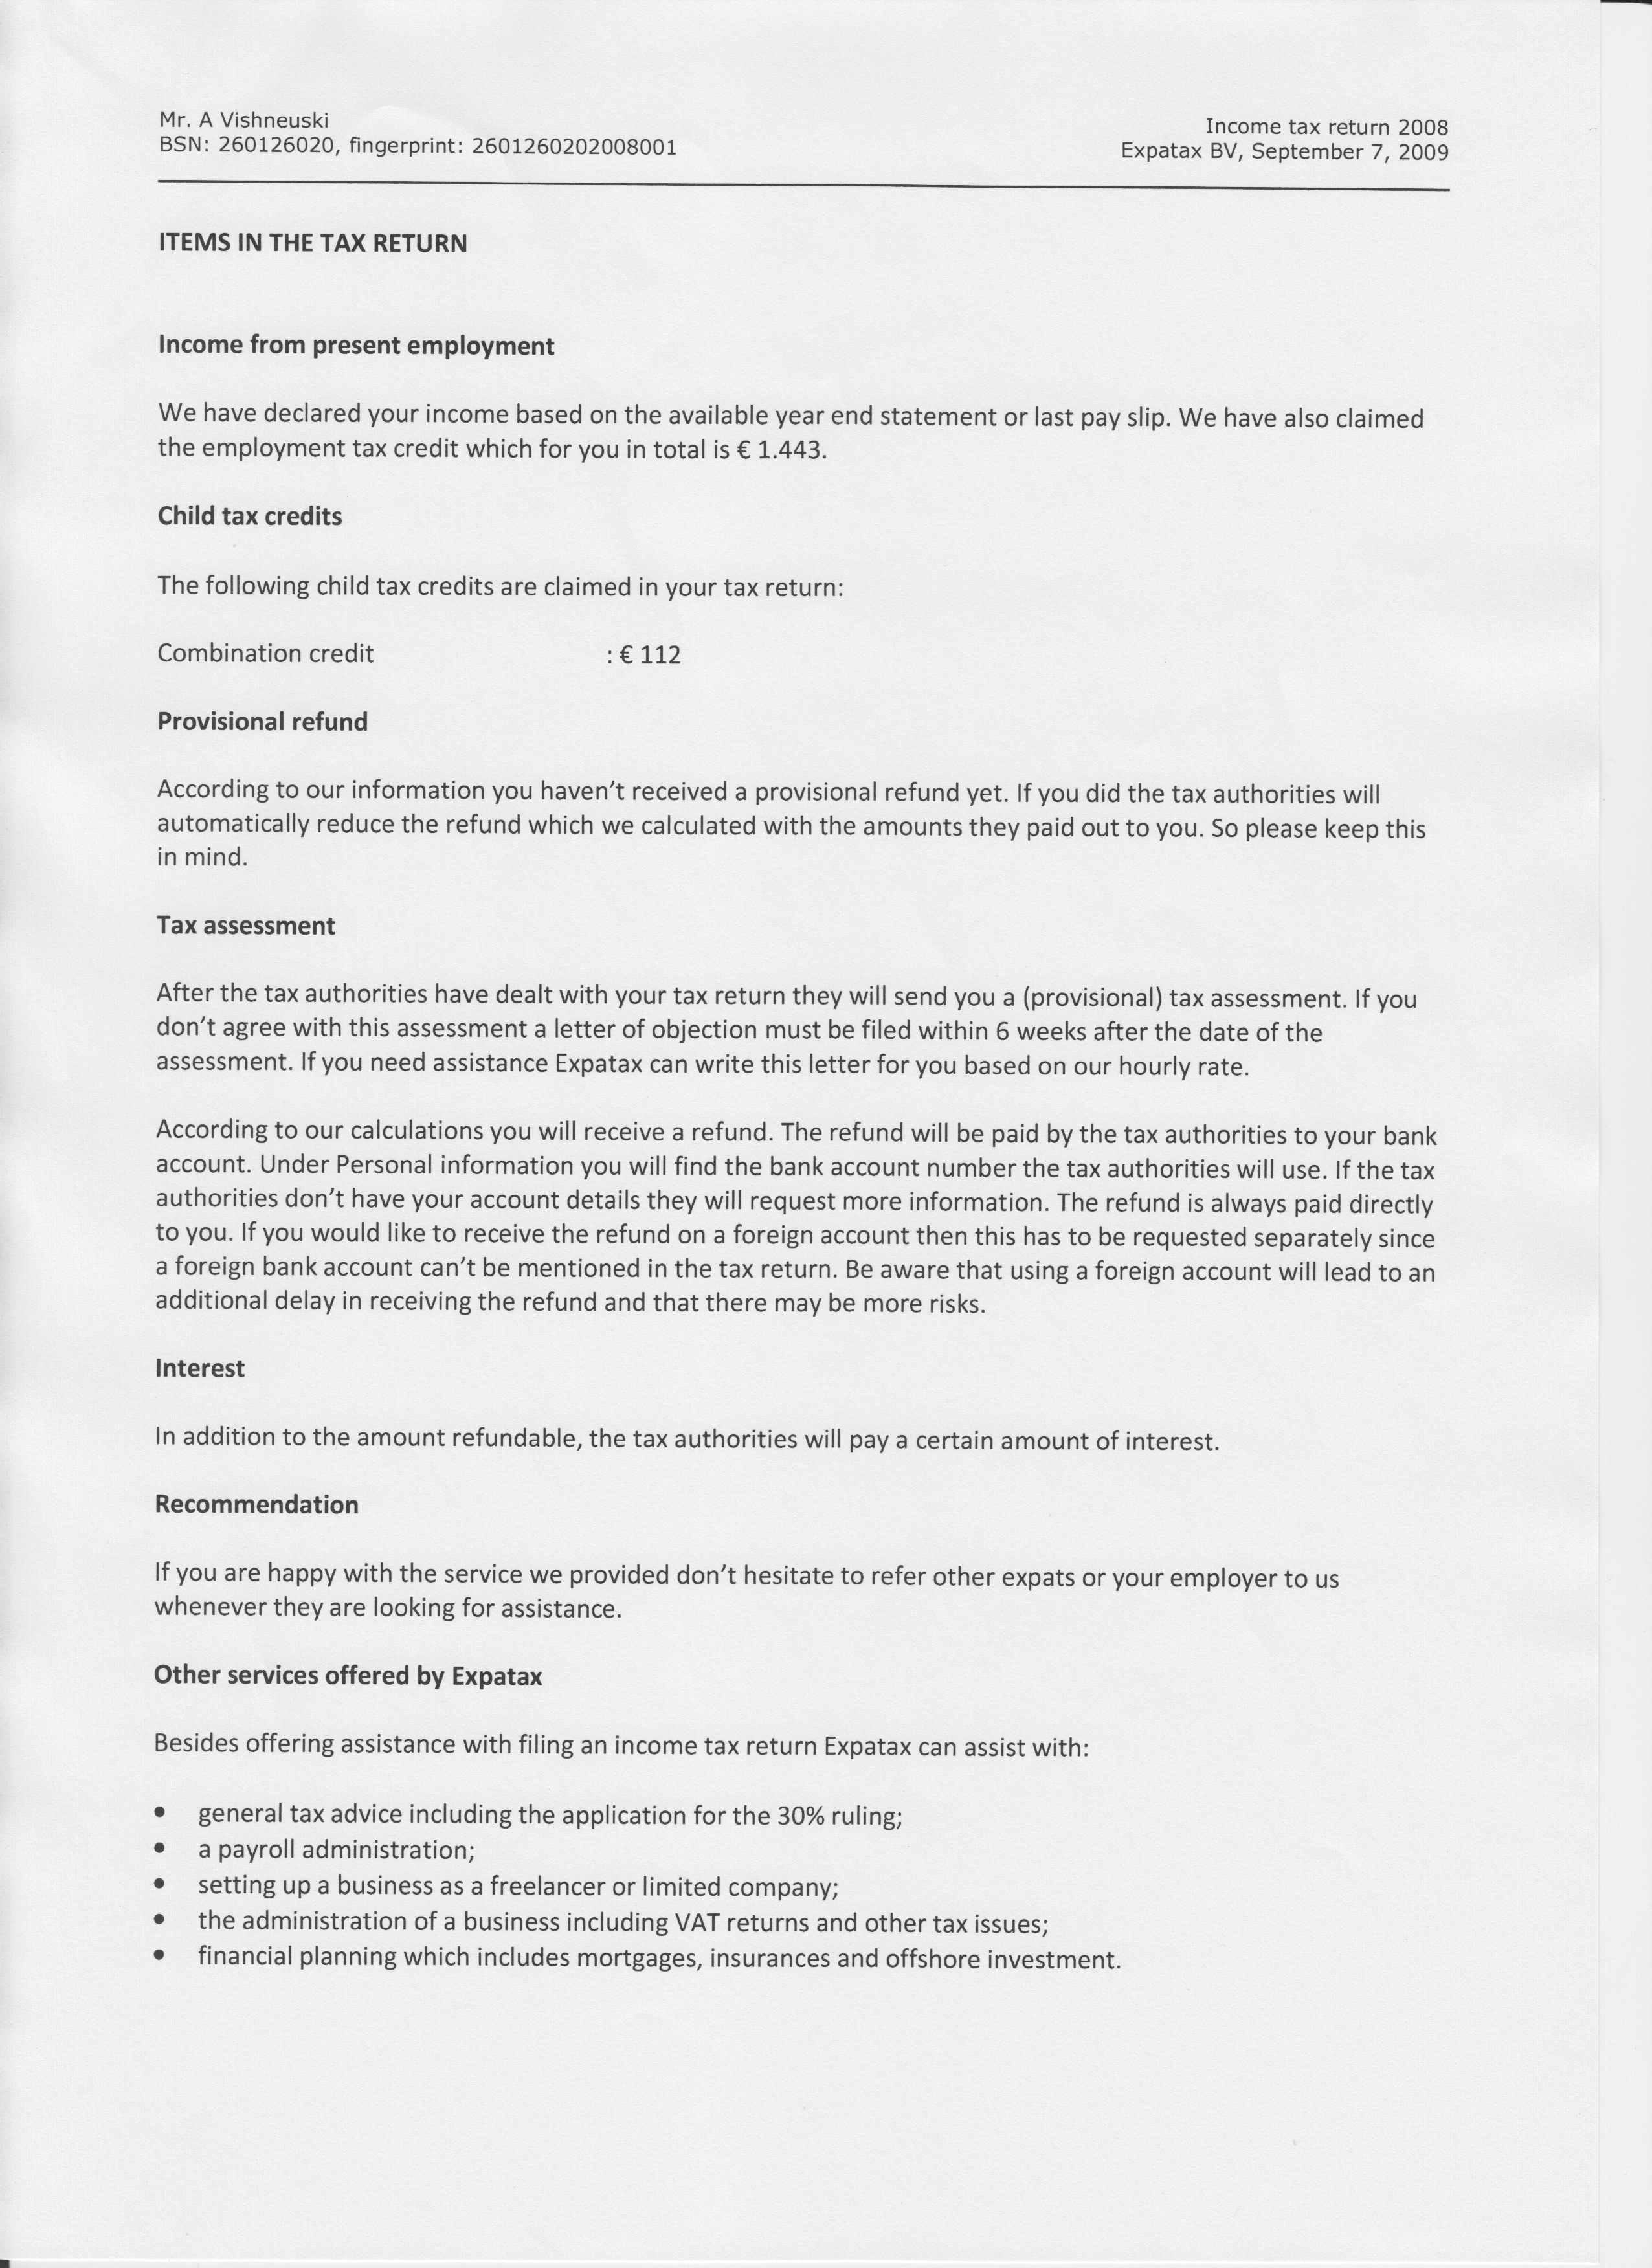 Mr. A Vishneuski
BSN: 260126020, fingerprint: 2601260202008001
Income tax return 2008
Expatax BV, September 7, 2009
ITEMS IN THE TAX RETURN
Income from present employment
We have declared your income based on the available year end statement or last pay slip. We have also claimed
the employment tax credit which for you in total is € 1.443.
Child tax credits
The following child tax credits are claimed in your tax return:
Combination credit : € 112
Provisional refund
According to our information you haven't received a provisional refund yet. If you did the tax authorities will
automatically reduce the refund which we calculated with the amounts they paid out to you. So please keep this
in mind.
Tax assessment
After the tax authorities have dealt with your tax return they will send you a (provisional) tax assessment. If you
don't agree with this assessment a letter of objection must be filed within 6 weeks after the date of the
assessment. If you need assistance Expatax can write this letter for you based on our hourly rate.
According to our calculations you will receive a refund. The refund will be paid by the tax authorities to your bank
account. Under Personal information you will find the bank account number the tax authorities will use. If the tax
authorities don't have your account details they will request more information. The refund is always paid directly
to you. If you would like to receive the refund on a foreign account then this has to be requested separately since
a foreign bank account can't be mentioned in the tax return. Be aware that using a foreign account will lead to an
additional delay in receiving the refund and that there may be more risks.
Interest
In addition to the amount refundable, the tax authorities will pay a certain amount of interest.
Recommendation
If you are happy with the service we provided don't hesitate to refer other expats or your employer to us
whenever they are looking for assistance.
Other services offered by Expatax
Besides offering assistance with filing an income tax return Expatax can assist with:
• general tax advice including the application for the 30% ruling;
• a payroll administration;
• setting up a business as a freelancer or limited company;
• the administration of a business including VAT returns and other tax issues;
• financial planning which includes mortgages, insurances and offshore investment.